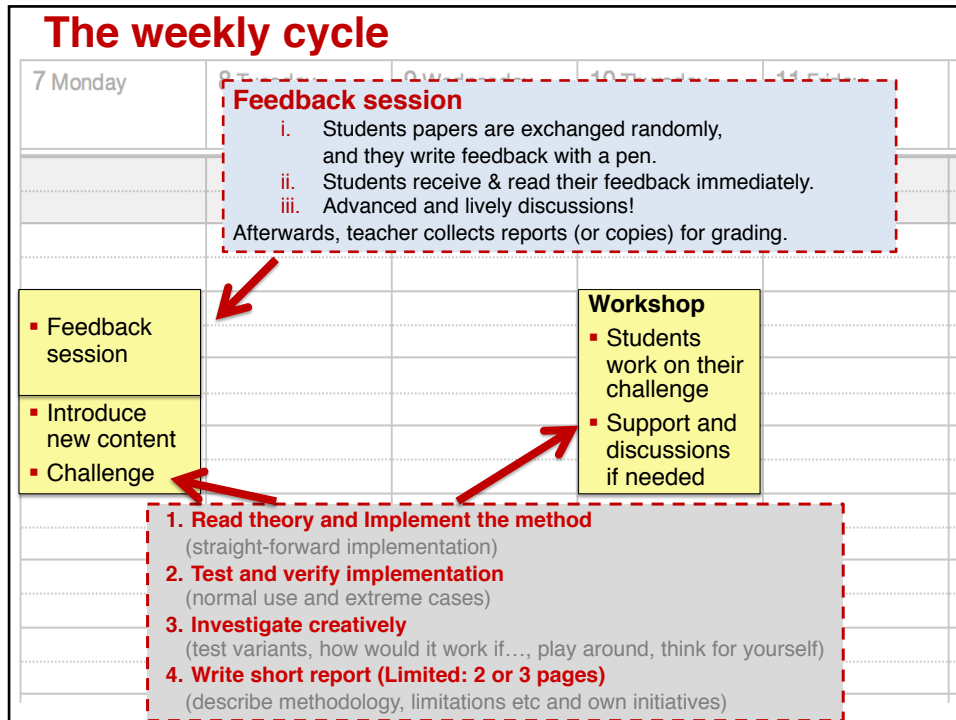 The weekly cycle
7 Monday
Feedback session
i. Students papers are exchanged randomly,
and they write feedback with a pen.
ii. Students receive & read their feedback immediately.
iii. Advanced and lively discussions!
Afterwards, teacher collects reports (or copies) for grading.
▪ Feedback
session
▪ Introduce
new content
▪ Challenge
Workshop
▪ Students
work on their
challenge
▪ Support and
discussions
if needed
1. Read theory and Implement the method
(straight-forward implementation)
2. Test and verify implementation
(normal use and extreme cases)
3. Investigate creatively
(test variants, how would it work if…, play around, think for yourself)
4. Write short report (Limited: 2 or 3 pages)
(describe methodology, limitations etc and own initiatives)